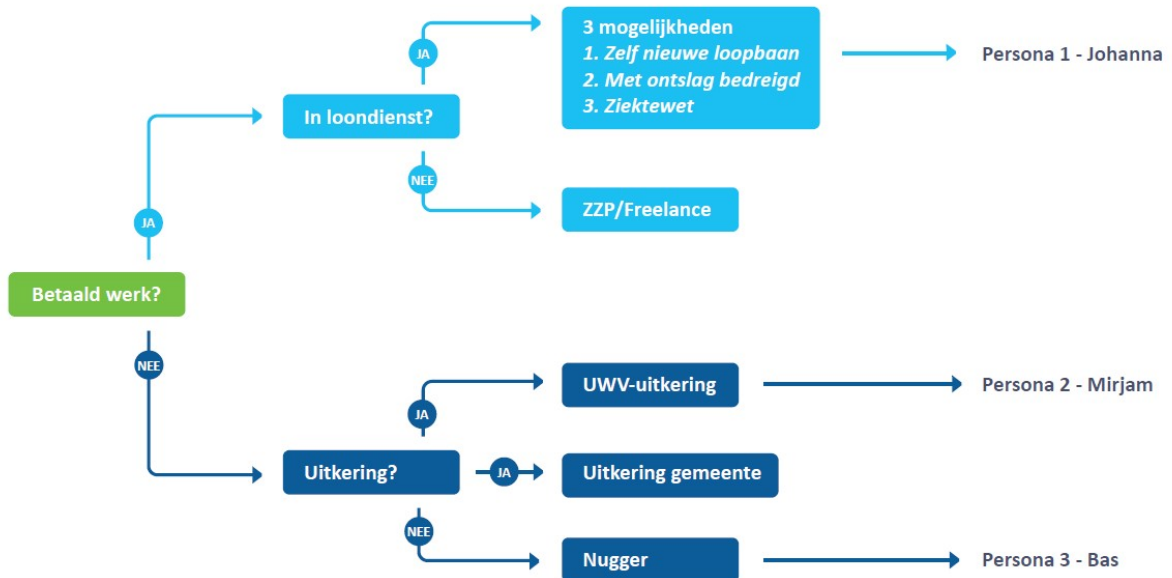 3 mogelijkheden
1. Zelf nieuwe loopbaan
2. Met ontslag bedreigd
3. Ziektewet
Persona 1 - Johanna
JA
In loondienst?
NEE
ZZP/Freelance
JA
Betaald werk?
NEE
UWV-uitkering
Persona 2 - Mirjam
JA
Uitkering?
JA
Uitkering gemeente
NEE
Nugger
Persona 3 - Bas